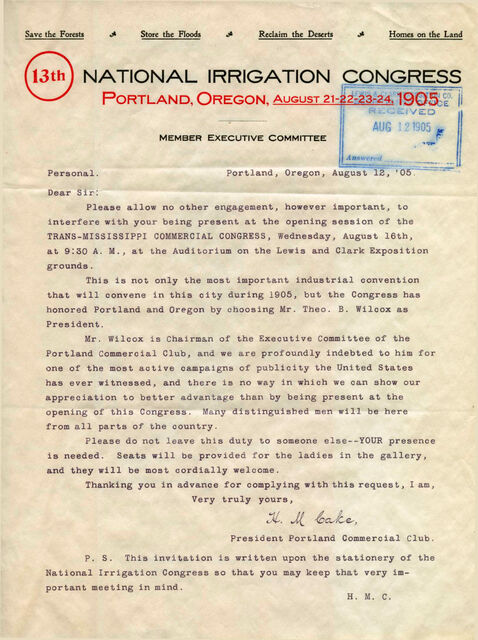 Save the Forests Store the Floods Reclaim the Deserts Homes on the Land
13th NATIONAL IRRIGATION CONGRESS
PORTLAND, OREGON, AUGUST 21-22-23-24, 1905
RECEIVED
AUG 12 1905
Answered
MEMBER EXECUTIVE COMMITTEE
Personal. Portland, Oregon, August 12, '05.
Dear Sir:
Please allow no other engagement, however important, to
interfere with your being present at the opening session of the
TRANS-MISSISSIPPI COMMERCIAL CONGRESS, Wednesday, August 16th,
at 9:30 A. M., at the Auditorium on the Lewis and Clark Exposition
grounds.
This is not only the most important industrial convention
that will convene in this city during 1905, but the Congress has
honored Portland and Oregon by choosing Mr. Theo. B. Wilcox as
President.
Mr. Wilcox is Chairman of the Executive Committee of the
Portland Commercial Club, and we are profoundly indebted to him for
one of the most active campaigns of publicity the United States
has ever witnessed, and there is no way in which we can show our
appreciation to better advantage than by being present at the
opening of this Congress. Many distinguished men will be here
from all parts of the country.
Please do not leave this duty to someone else--YOUR presence
is needed. Seats will be provided for the ladies in the gallery,
and they will be most cordially welcome.
Thanking you in advance for complying with this request, I am,
Very truly yours,
H. M Cake,
President Portland Commercial Club.
P. S. This invitation is written upon the stationery of the
National Irrigation Congress so that you may keep that very im-
portant meeting in mind.
H. M. C.